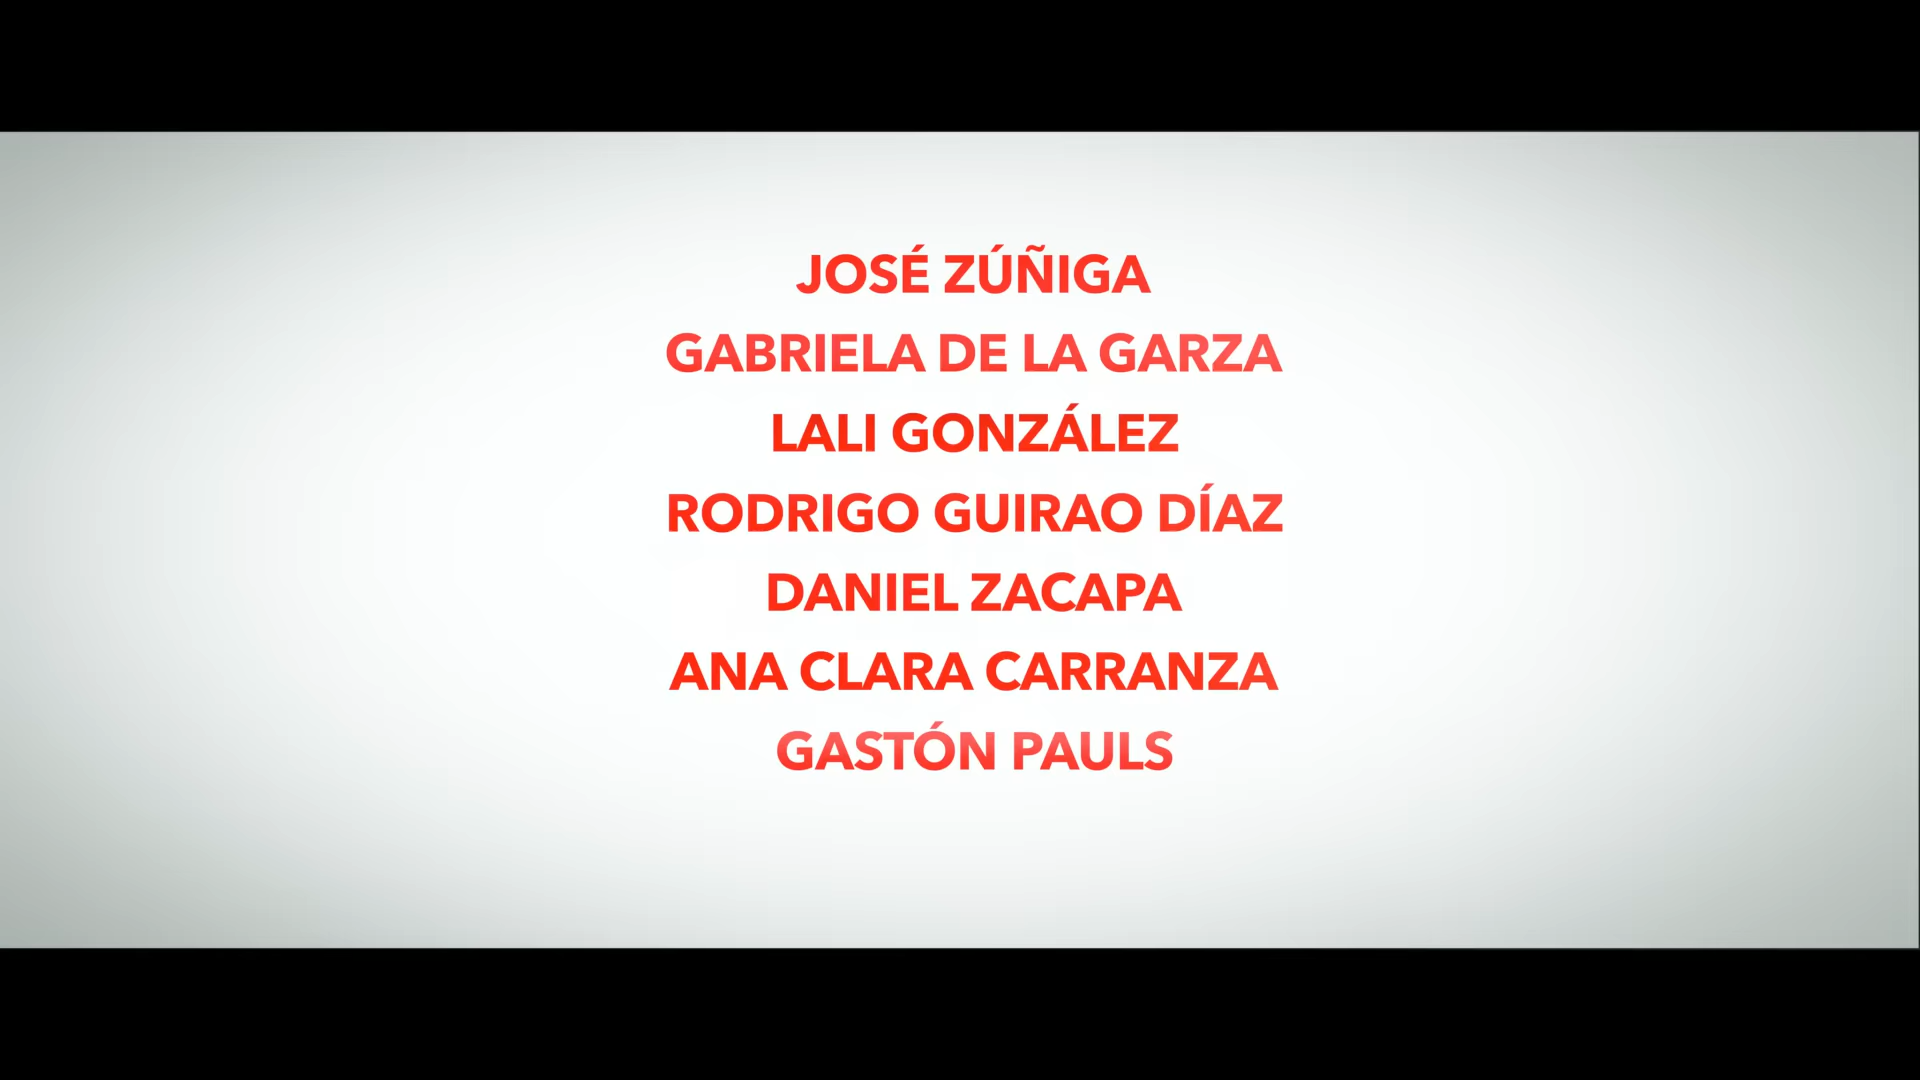 JOSÉ ZÚÑIGA
GABRIELA DE LA GARZA
LALI GONZÁLEZ
RODRIGO GUIRAO DÍAZ
DANIEL ZACAPA
ANA CLARA CARRANZA
GASTÓN PAULS